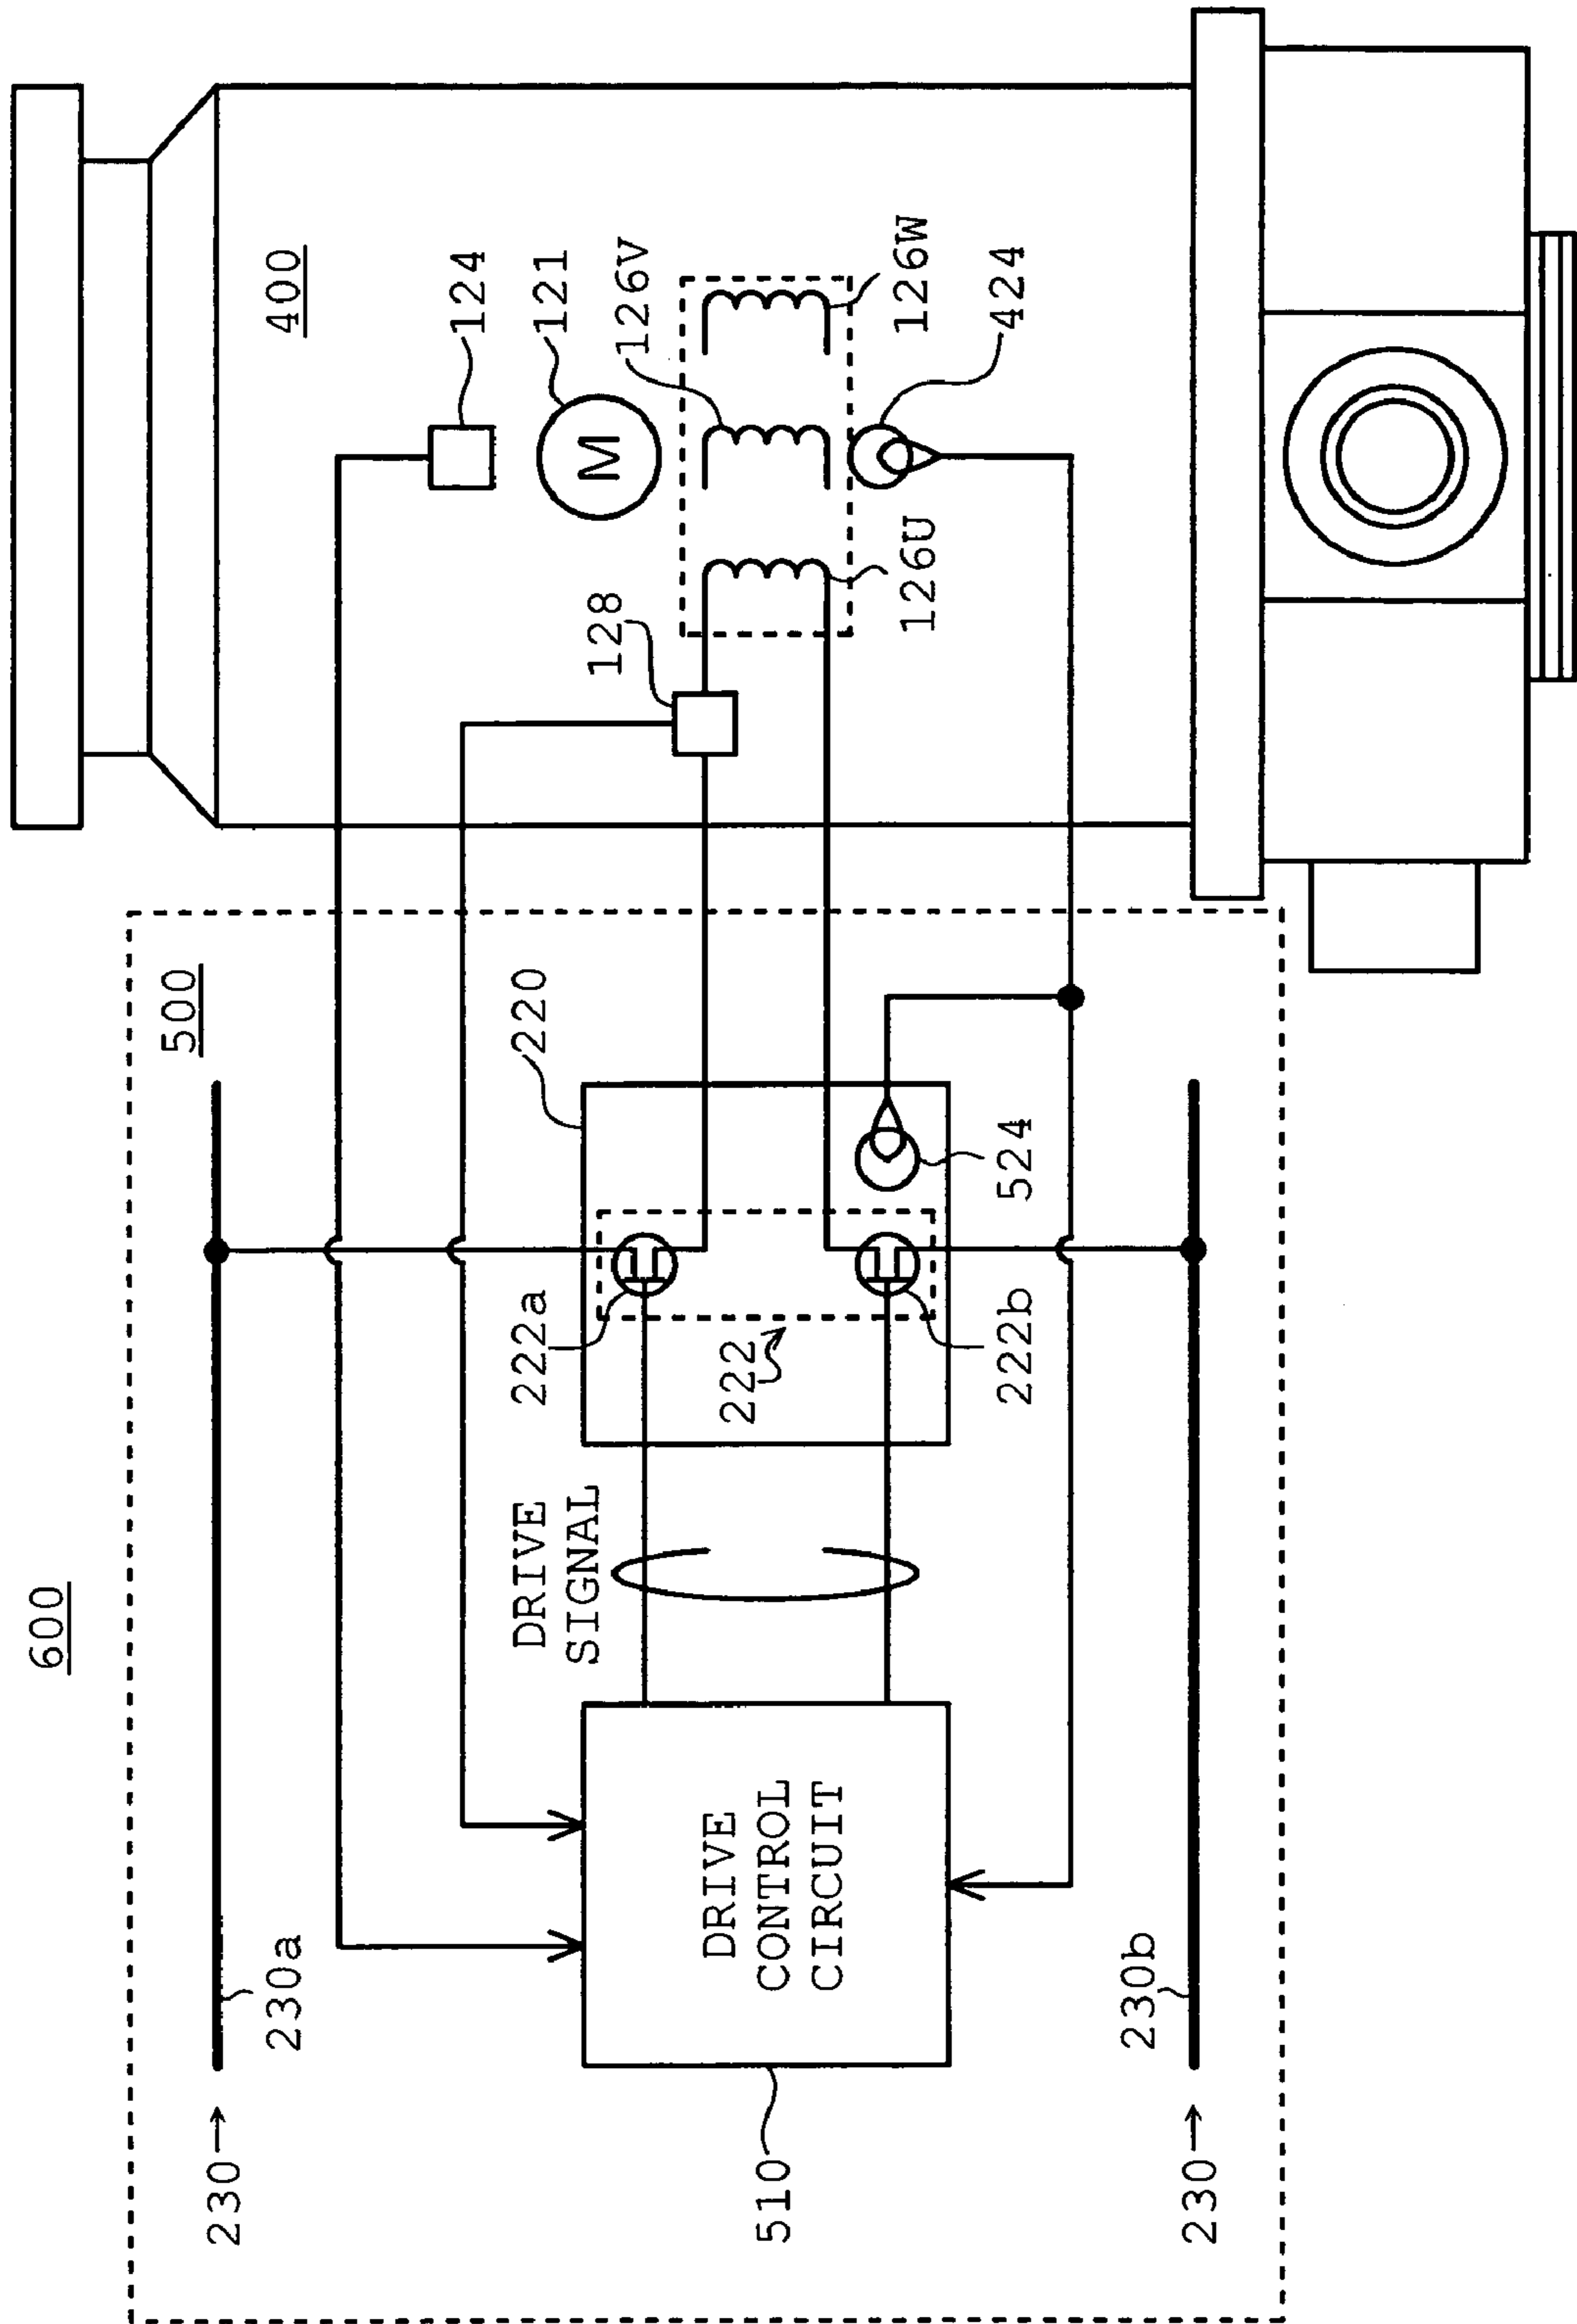 600
500
400
230→
230a
124
121
126V
128
220
222a
DRIVE
SIGNAL
222
DRIVE
CONTROL
CIRCUIT
510
M
126W
126U
424
524
222b
230→
230b